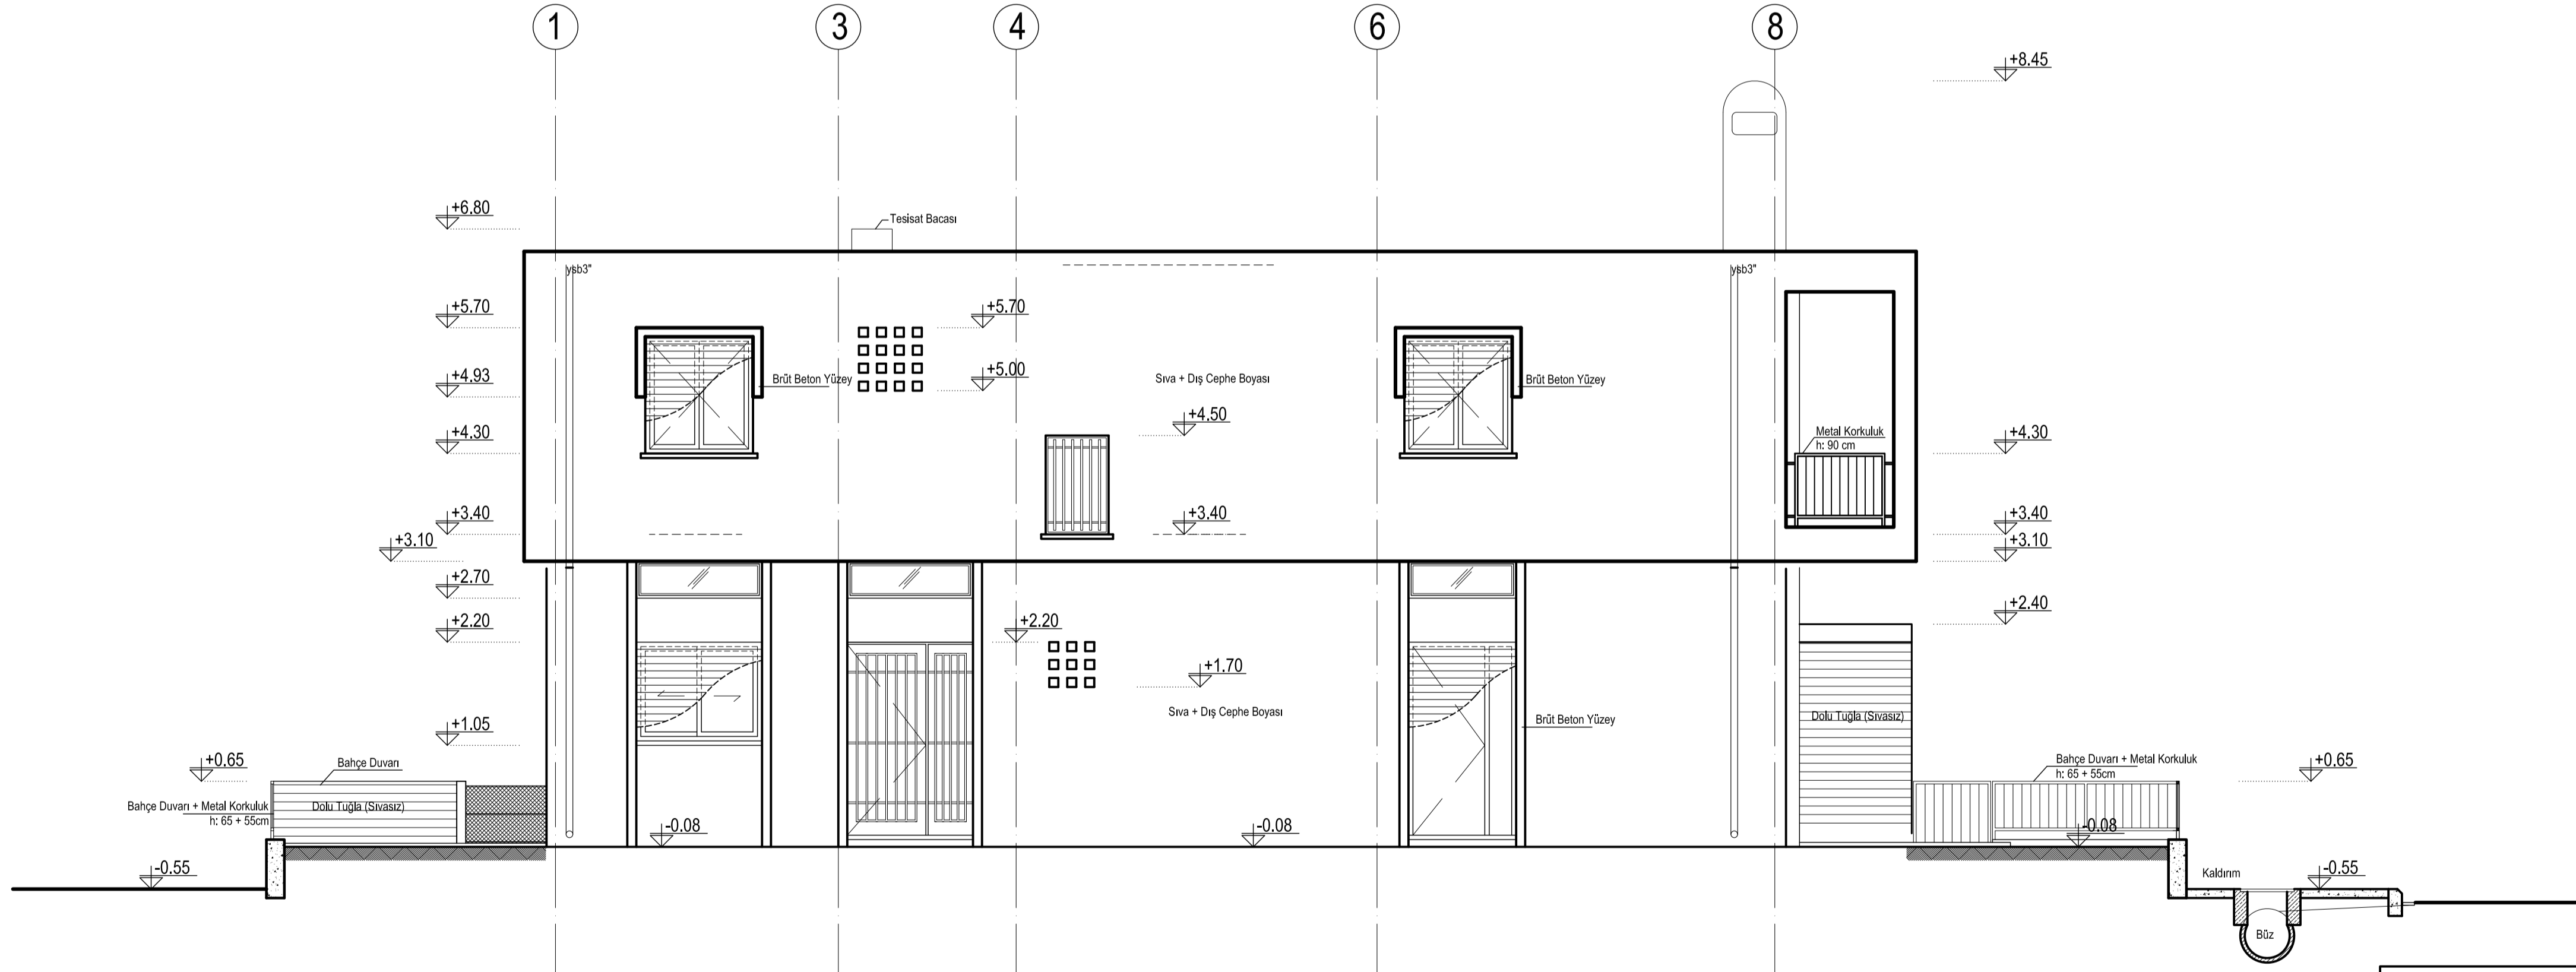 1
3
4
6
8
+8.45
+6.80
Tesisat Bacası
ysb3"
ysb3"
+5.70
+5.70
+5.00
+4.93
Brüt Beton Yüzey
Sıva + Dış Cephe Boyası
Brüt Beton Yüzey
+4.50
+4.30
Metal Korkuluk
h: 90 cm
+4.30
+3.40
+3.40
+3.40
+3.10
+3.10
+2.70
+2.20
+2.20
+2.40
+1.70
Sıva + Dış Cephe Boyası
Brüt Beton Yüzey
Dolu Tuğla (Sıvasız)
+1.05
+0.65
Bahçe Duvarı
Bahçe Duvarı + Metal Korkuluk
h: 65 + 55cm
+0.65
Bahçe Duvarı + Metal Korkuluk
h: 65 + 55cm
Dolu Tuğla (Sıvasız)
-0.08
-0.08
-0.08
-0.55
Kaldırım
-0.55
Büz